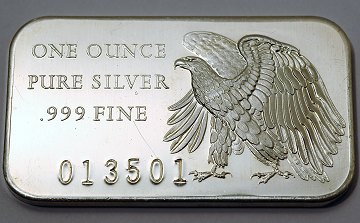 ONE OUNCE
PURE SILVER
.999 FINE
013501